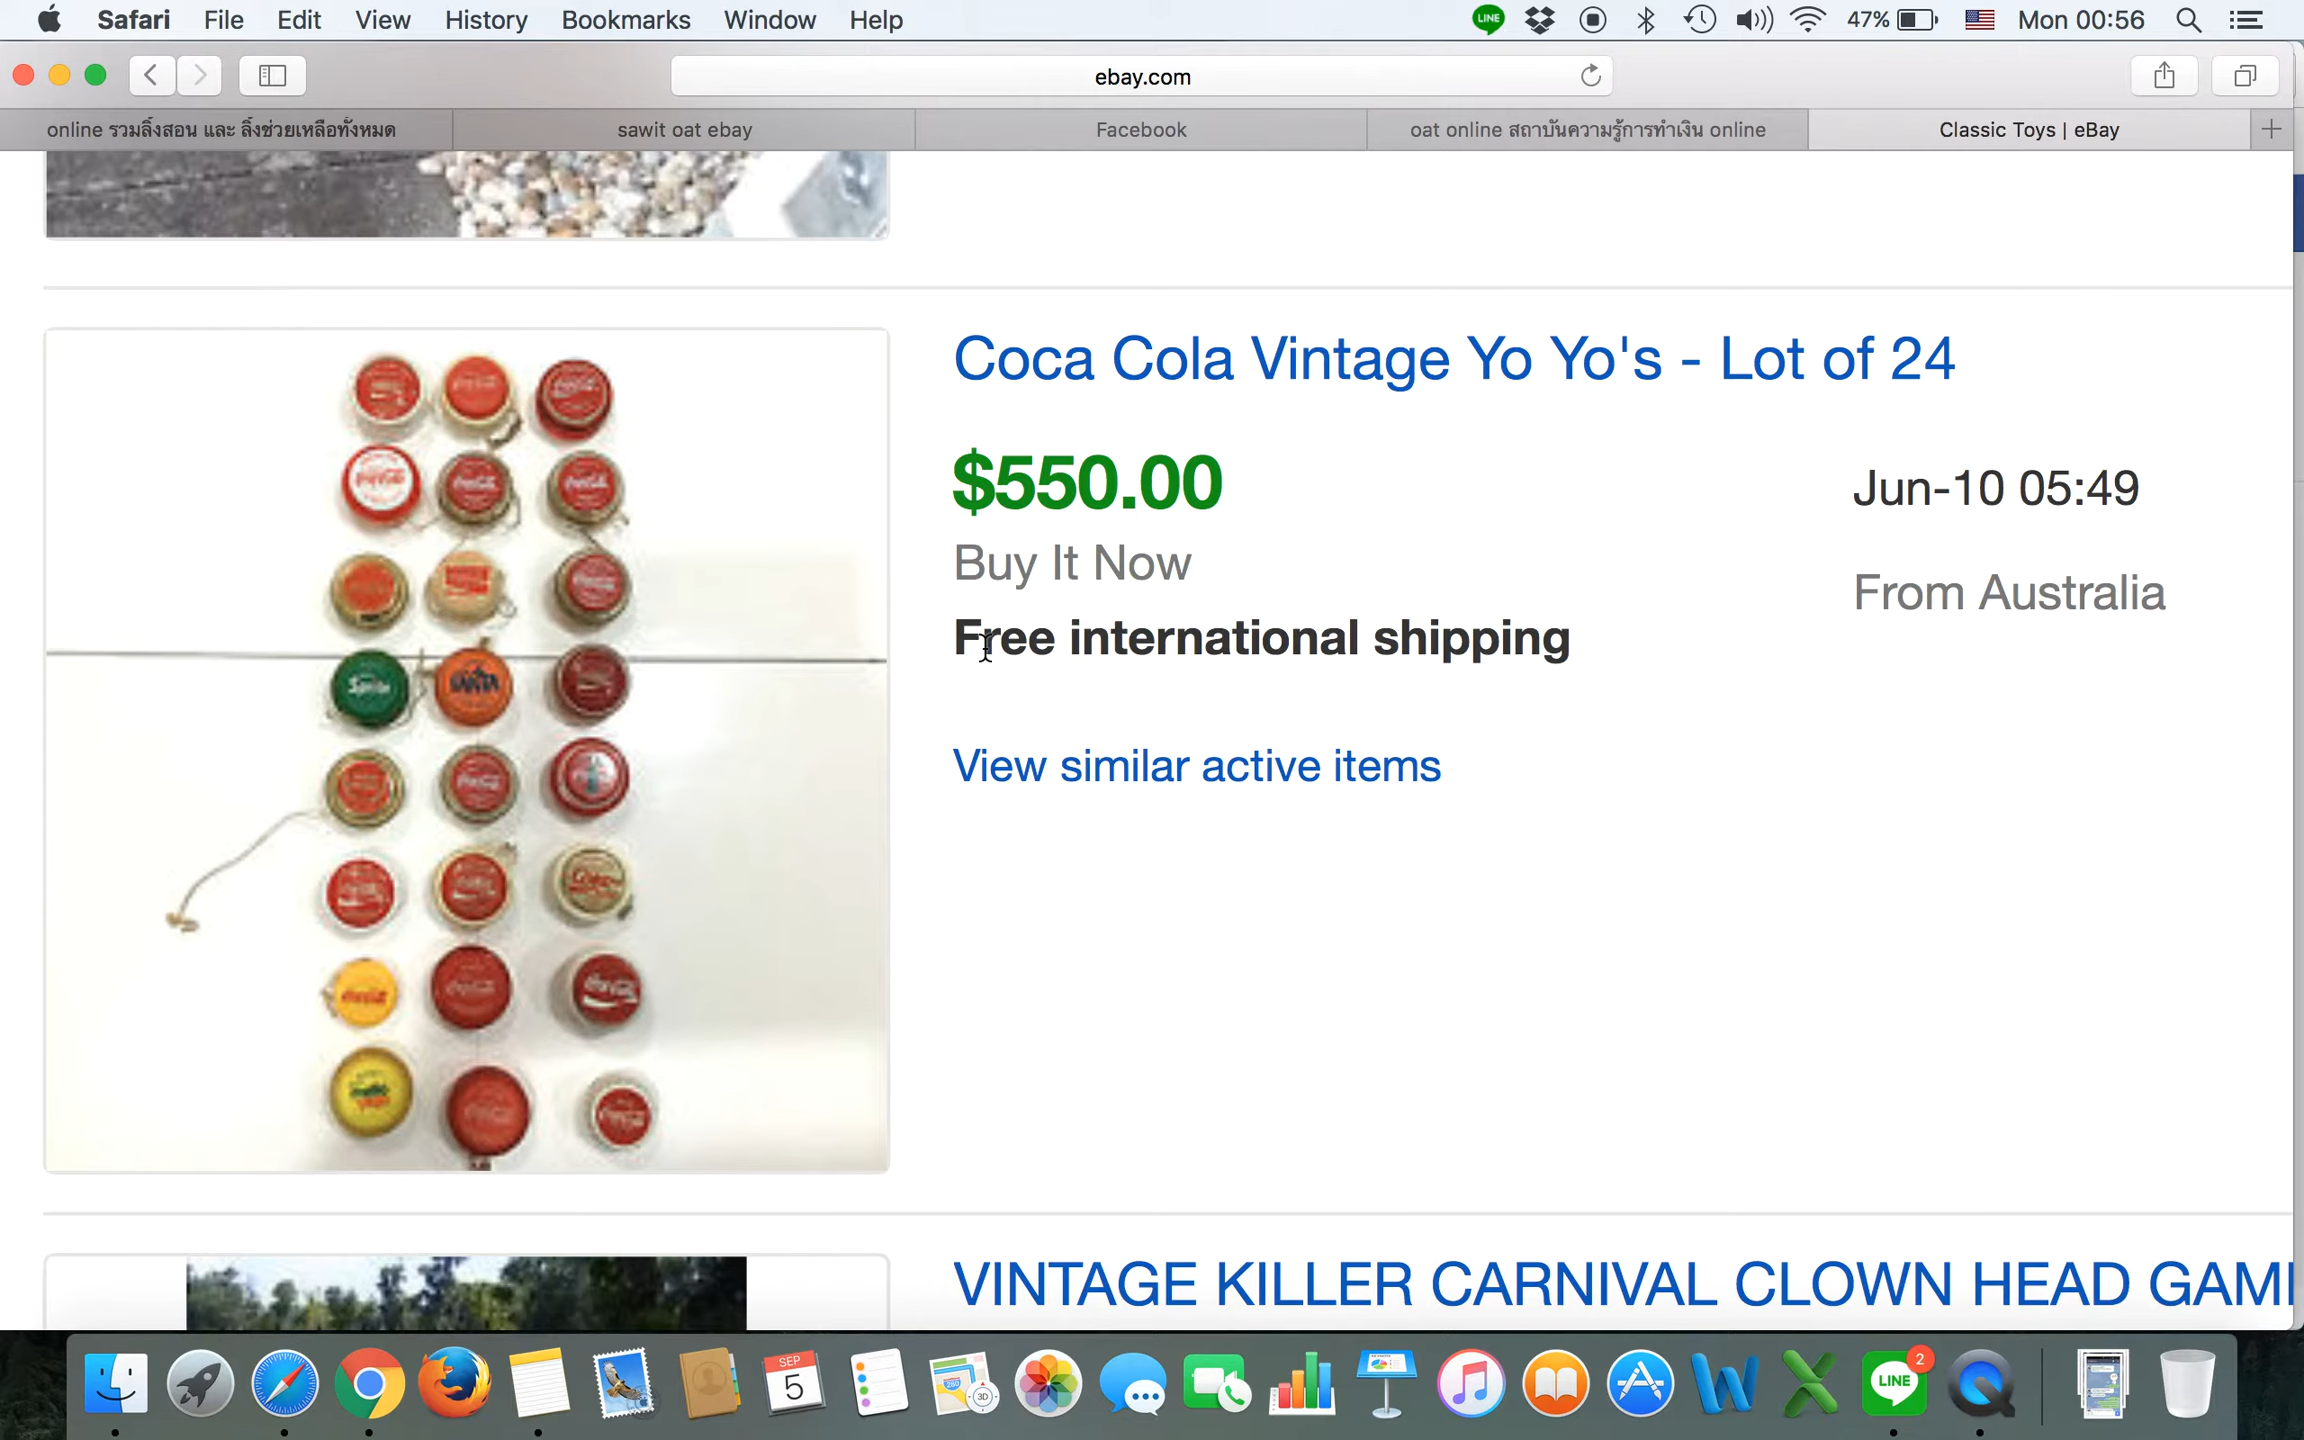 Safari File Edit View History Bookmarks Window Help LINE 47% Mon 00:56
ebay.com
online รวมลิ้งสอน และ ลิ้งช่วยเหลือทั้งหมด sawit oat ebay Facebook oat online สถาบันความรู้การทำเงิน online Classic Toys | eBay
Coca Cola Vintage Yo Yo's - Lot of 24
$550.00
Jun-10 05:49
Buy It Now
From Australia
Free international shipping
View similar active items
VINTAGE KILLER CARNIVAL CLOWN HEAD GAM
SEP
5
3D
LINE
2